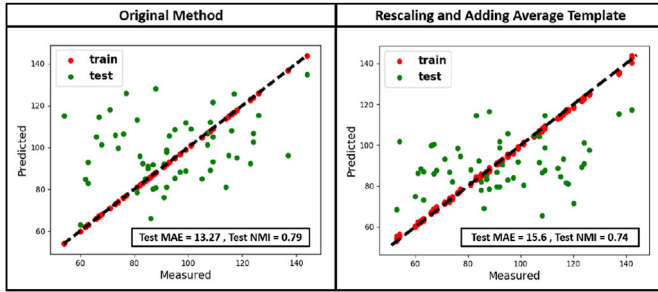 Original Method
Rescaling and Adding Average Template
train
test
140
120
100
80
60
Predicted
60
80
100
120
140
Measured
Test MAE = 13.27 , Test NMI = 0.79
train
test
140
120
100
80
60
Predicted
60
80
100
120
140
Measured
Test MAE = 15.6 , Test NMI = 0.74